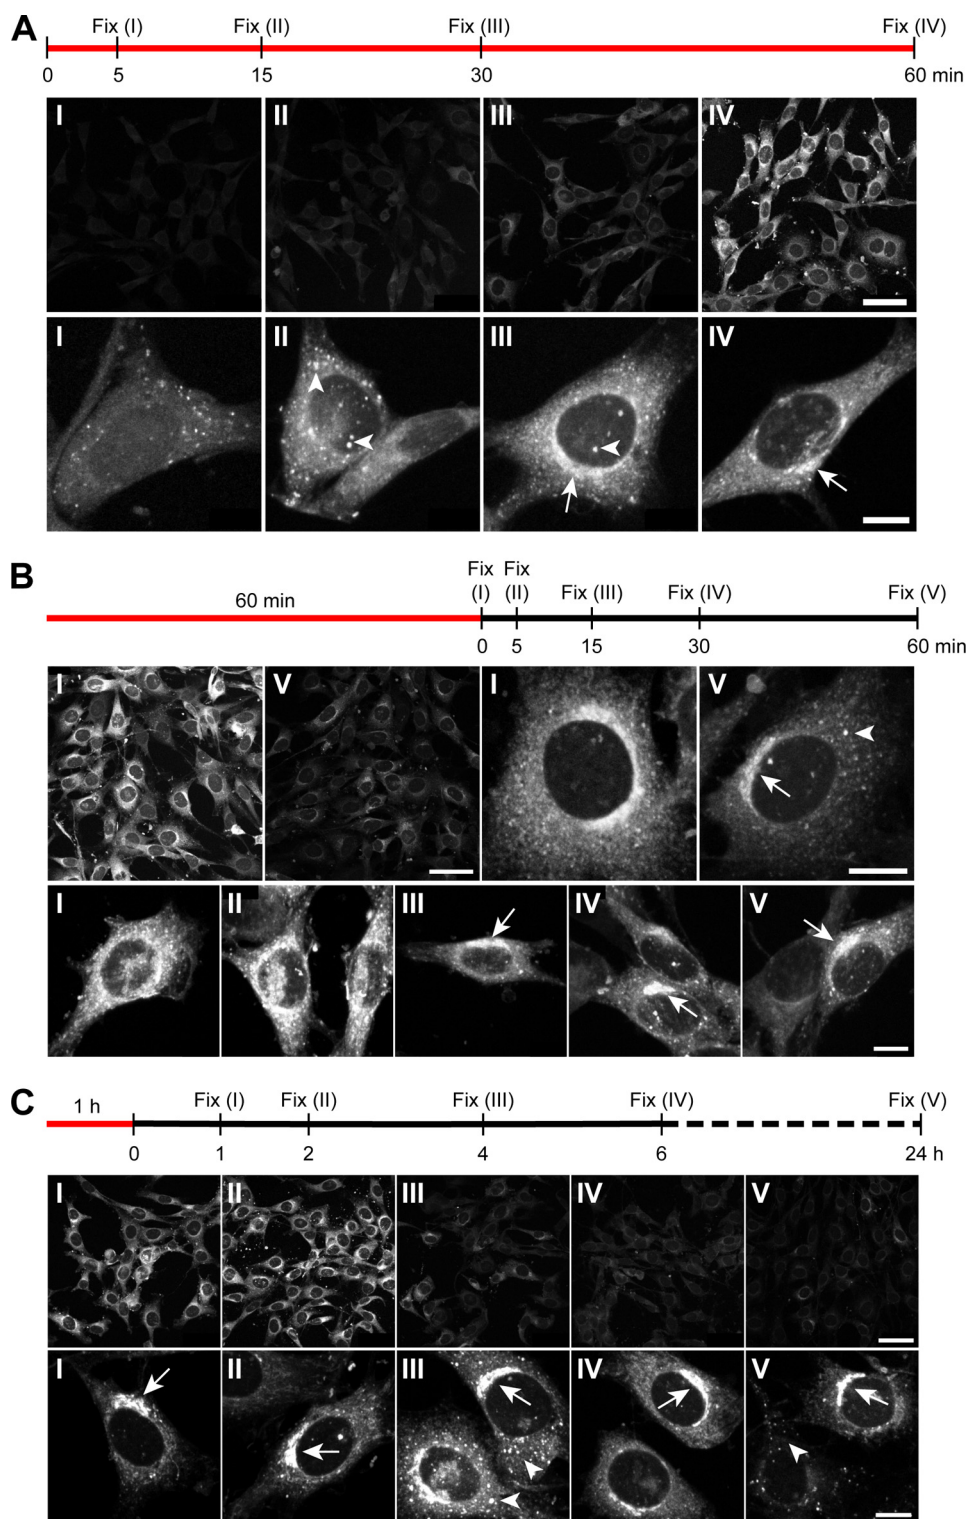 A
Fix (I) Fix (II) Fix (III) Fix (IV)
0 5 15 30 60 min
I II III IV
I II III IV
B
60 min
Fix (I) Fix (II) Fix (III) Fix (IV) Fix (V)
0 5 15 30 60 min
I V I V
I II III IV V
C
1 h Fix (I) Fix (II) Fix (III) Fix (IV) Fix (V)
0 1 2 4 6 24 h
I II III IV V
I II III IV V